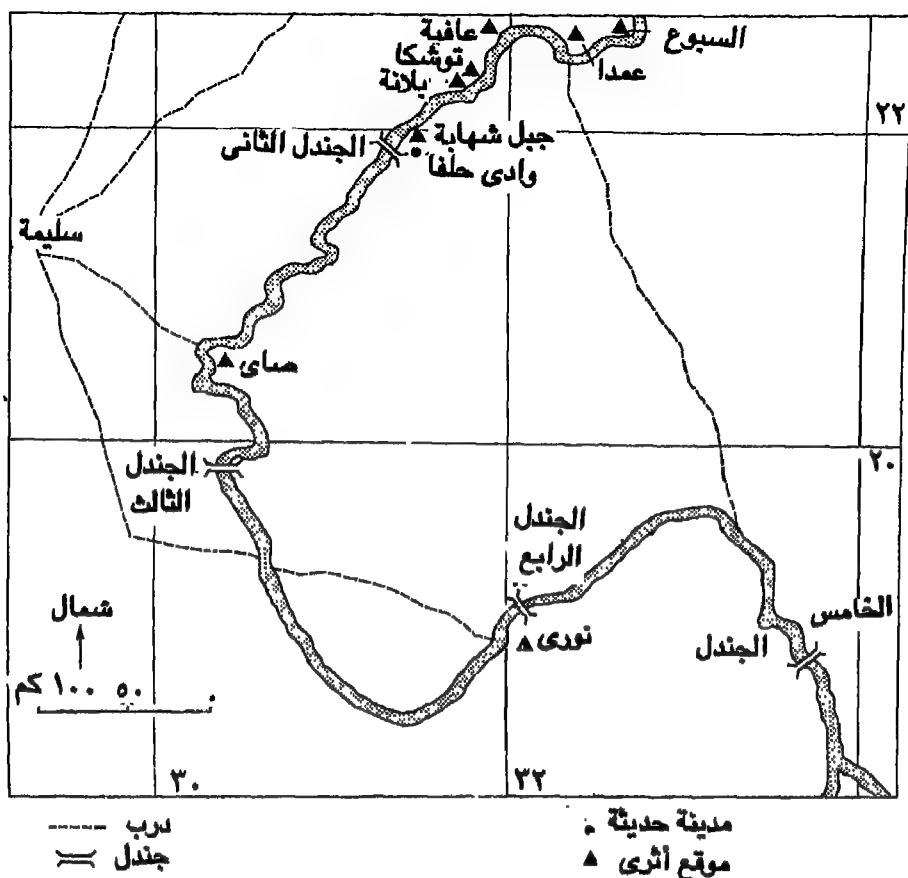 السبوع
عافية
عمدا
توشكا
بلانة
٢٢
جبل شهابة
وادى حلفا
الجندل الثانى
سليمة
صاى
٢٠
الجندل
الثالث
الجندل
الرابع
نورى
الخامس
الجندل
شمال
٥٠ ١٠٠ كم
٣٢
٣٠
مدينة حديثة
موقع أثرى
درب
جندل